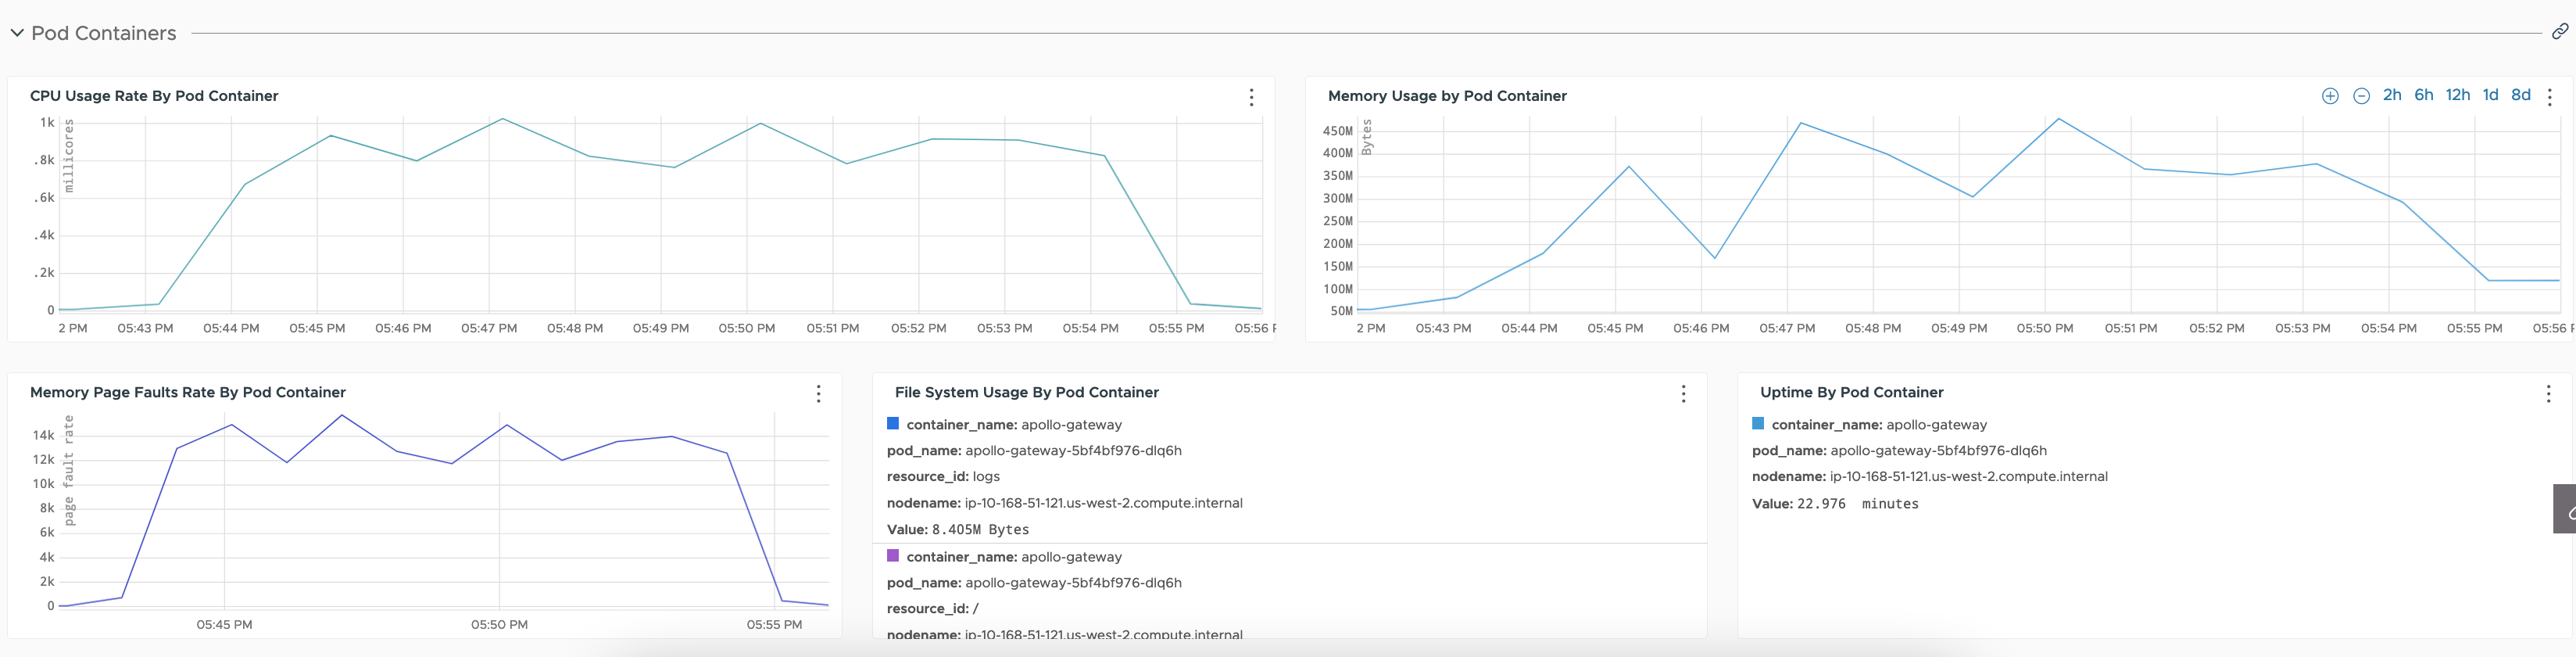 Pod Containers
CPU Usage Rate By Pod Container
millicores
1k
.8k
.6k
.4k
.2k
0
2 PM 05:43 PM 05:44 PM 05:45 PM 05:46 PM 05:47 PM 05:48 PM 05:49 PM 05:50 PM 05:51 PM 05:52 PM 05:53 PM 05:54 PM 05:55 PM 05:56 P
Memory Usage by Pod Container
2h 6h 12h 1d 8d
Bytes
450M
400M
350M
300M
250M
200M
150M
100M
50M
2 PM 05:43 PM 05:44 PM 05:45 PM 05:46 PM 05:47 PM 05:48 PM 05:49 PM 05:50 PM 05:51 PM 05:52 PM 05:53 PM 05:54 PM 05:55 PM 05:56 P
Memory Page Faults Rate By Pod Container
page fault rate
14k
12k
10k
8k
6k
4k
2k
0
05:45 PM 05:50 PM 05:55 PM
File System Usage By Pod Container
container_name: apollo-gateway
pod_name: apollo-gateway-5bf4bf976-dlq6h
resource_id: logs
nodename: ip-10-168-51-121.us-west-2.compute.internal
Value: 8.405M Bytes
container_name: apollo-gateway
pod_name: apollo-gateway-5bf4bf976-dlq6h
resource_id: /
nodename: ip-10-168-51-121.us-west-2.compute.internal
Uptime By Pod Container
container_name: apollo-gateway
pod_name: apollo-gateway-5bf4bf976-dlq6h
nodename: ip-10-168-51-121.us-west-2.compute.internal
Value: 22.976 minutes